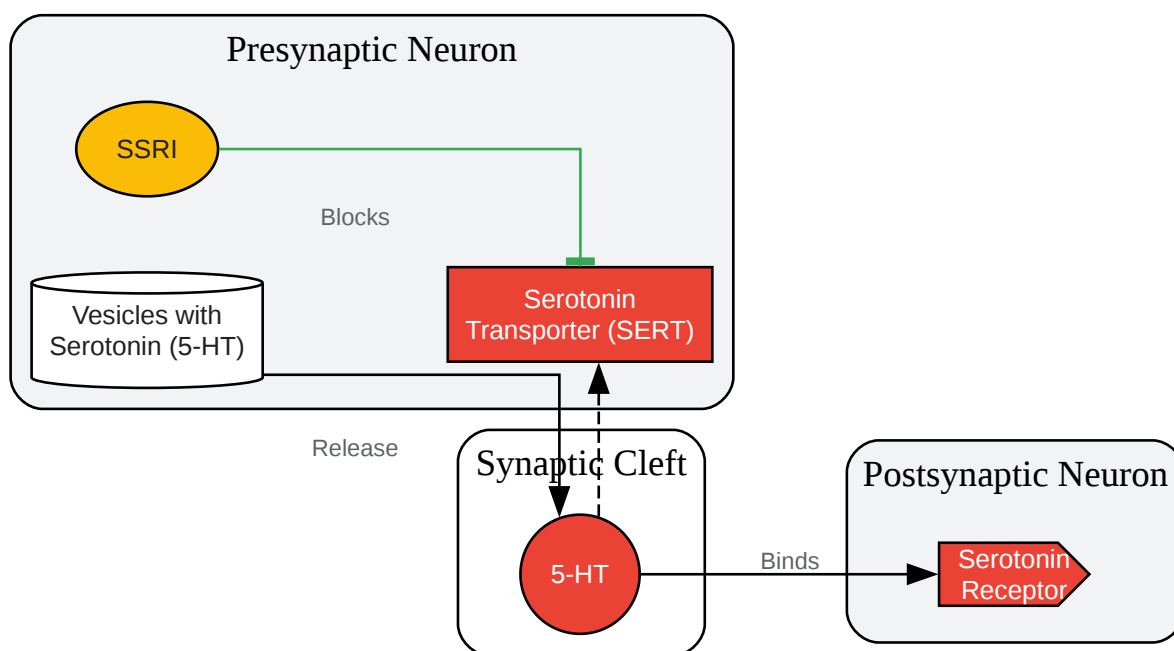 Presynaptic Neuron
SSRI
Blocks
Vesicles with
Serotonin (5-HT)
Serotonin
Transporter (SERT)
Release
Synaptic Cleft
Postsynaptic Neuron
5-HT
Binds
Serotonin
Receptor